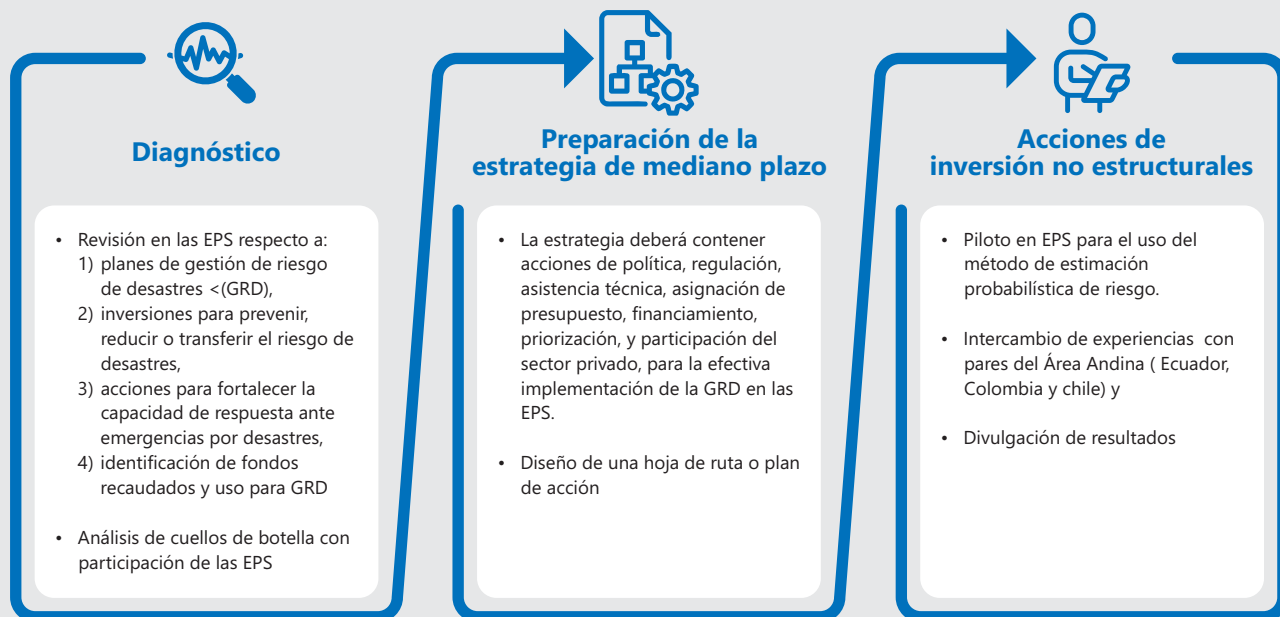 Diagnóstico
• Revisión en las EPS respecto a:
1) planes de gestión de riesgo
de desastres <(GRD),
2) inversiones para prevenir,
reducir o transferir el riesgo de
desastres,
3) acciones para fortalecer la
capacidad de respuesta ante
emergencias por desastres,
4) identificación de fondos
recaudados y uso para GRD
• Análisis de cuellos de botella con
participación de las EPS
Preparación de la
estrategia de mediano plazo
• La estrategia deberá contener
acciones de política, regulación,
asistencia técnica, asignación de
presupuesto, financiamiento,
priorización, y participación del
sector privado, para la efectiva
implementación de la GRD en las
EPS.
• Diseño de una hoja de ruta o plan
de acción
Acciones de
inversión no estructurales
• Piloto en EPS para el uso del
método de estimación
probabilística de riesgo.
• Intercambio de experiencias con
pares del Área Andina ( Ecuador,
Colombia y chile) y
• Divulgación de resultados